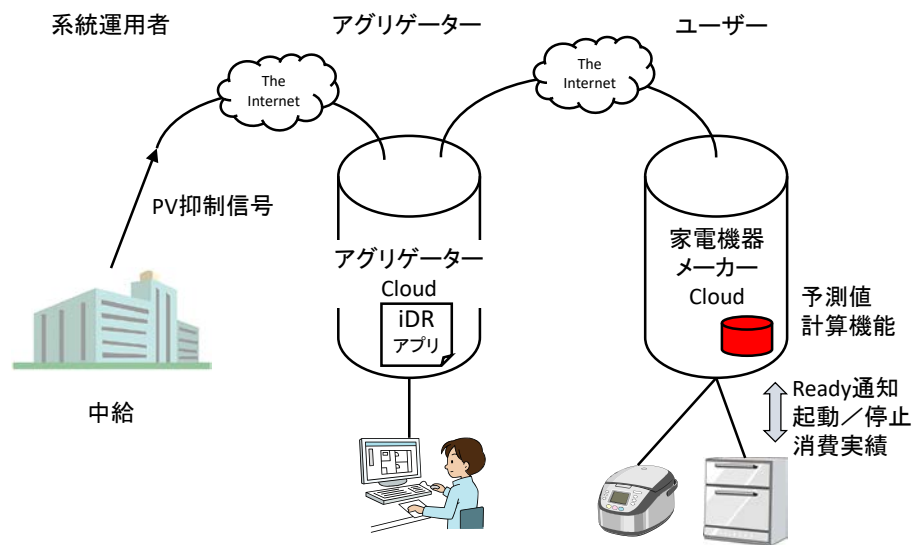 系統運用者
アグリゲーター
ユーザー
The
Internet
The
Internet
PV抑制信号
アグリゲーター
Cloud
iDR
アプリ
家電機器
メーカー
Cloud
予測値
計算機能
中給
Ready通知
起動／停止
消費実績